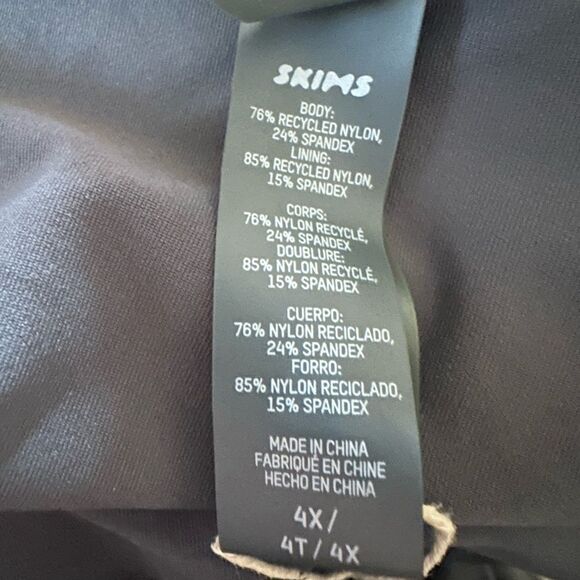 SKIMS
BODY:
76% RECYCLED NYLON,
24% SPANDEX
LINING:
85% RECYCLED NYLON,
15% SPANDEX
CORPS:
76% NYLON RECYCLÉ,
24% SPANDEX
DOUBLURE:
85% NYLON RECYCLÉ,
15% SPANDEX
CUERPO:
76% NYLON RECICLADO,
24% SPANDEX
FORRO:
85% NYLON RECICLADO,
15% SPANDEX
MADE IN CHINA
FABRIQUÉ EN CHINE
HECHO EN CHINA
4X/
4T / 4X